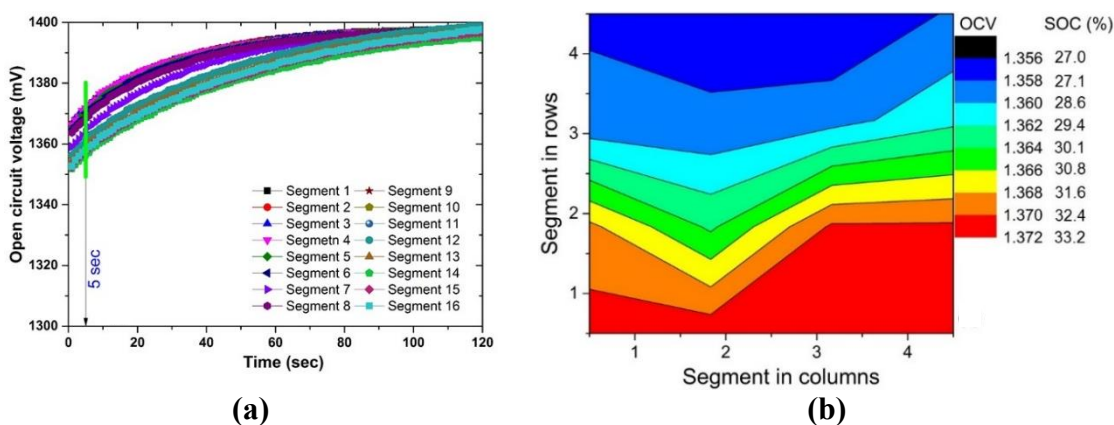 1400
1380
1360
1340
1320
1300
Open circuit voltage (mV)
5 sec
Segment 1 Segment 9
Segment 2 Segment 10
Segment 3 Segment 11
Segmetn 4 Segment 12
Segment 5 Segment 13
Segment 6 Segment 14
Segment 7 Segment 15
Segment 8 Segment 16
0 20 40 60 80 100 120
Time (sec)
(a)
4
3
2
1
Segment in rows
1 2 3 4
Segment in columns
OCV SOC (%)
1.356 27.0
1.358 27.1
1.360 28.6
1.362 29.4
1.364 30.1
1.366 30.8
1.368 31.6
1.370 32.4
1.372 33.2
(b)